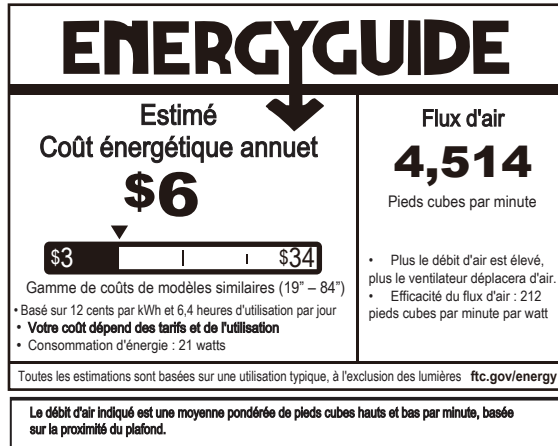 ENERGYGUIDE
Estimé
Coût énergétique annuet
$6
$3
$34
Gamme de coûts de modèles similaires (19” – 84”)
• Basé sur 12 cents par kWh et 6,4 heures d'utilisation par jour
• Votre coût dépend des tarifs et de l'utilisation
• Consommation d'énergie : 21 watts
Flux d'air
4,514
Pieds cubes par minute
• Plus le débit d'air est élevé,
plus le ventilateur déplacera d'air.
• Efficacité du flux d'air : 212
pieds cubes par minute par watt
Toutes les estimations sont basées sur une utilisation typique, à l'exclusion des lumières ftc.gov/energy
Le débit d'air indiqué est une moyenne pondérée de pieds cubes hauts et bas par minute, basée
sur la proximité du plafond.